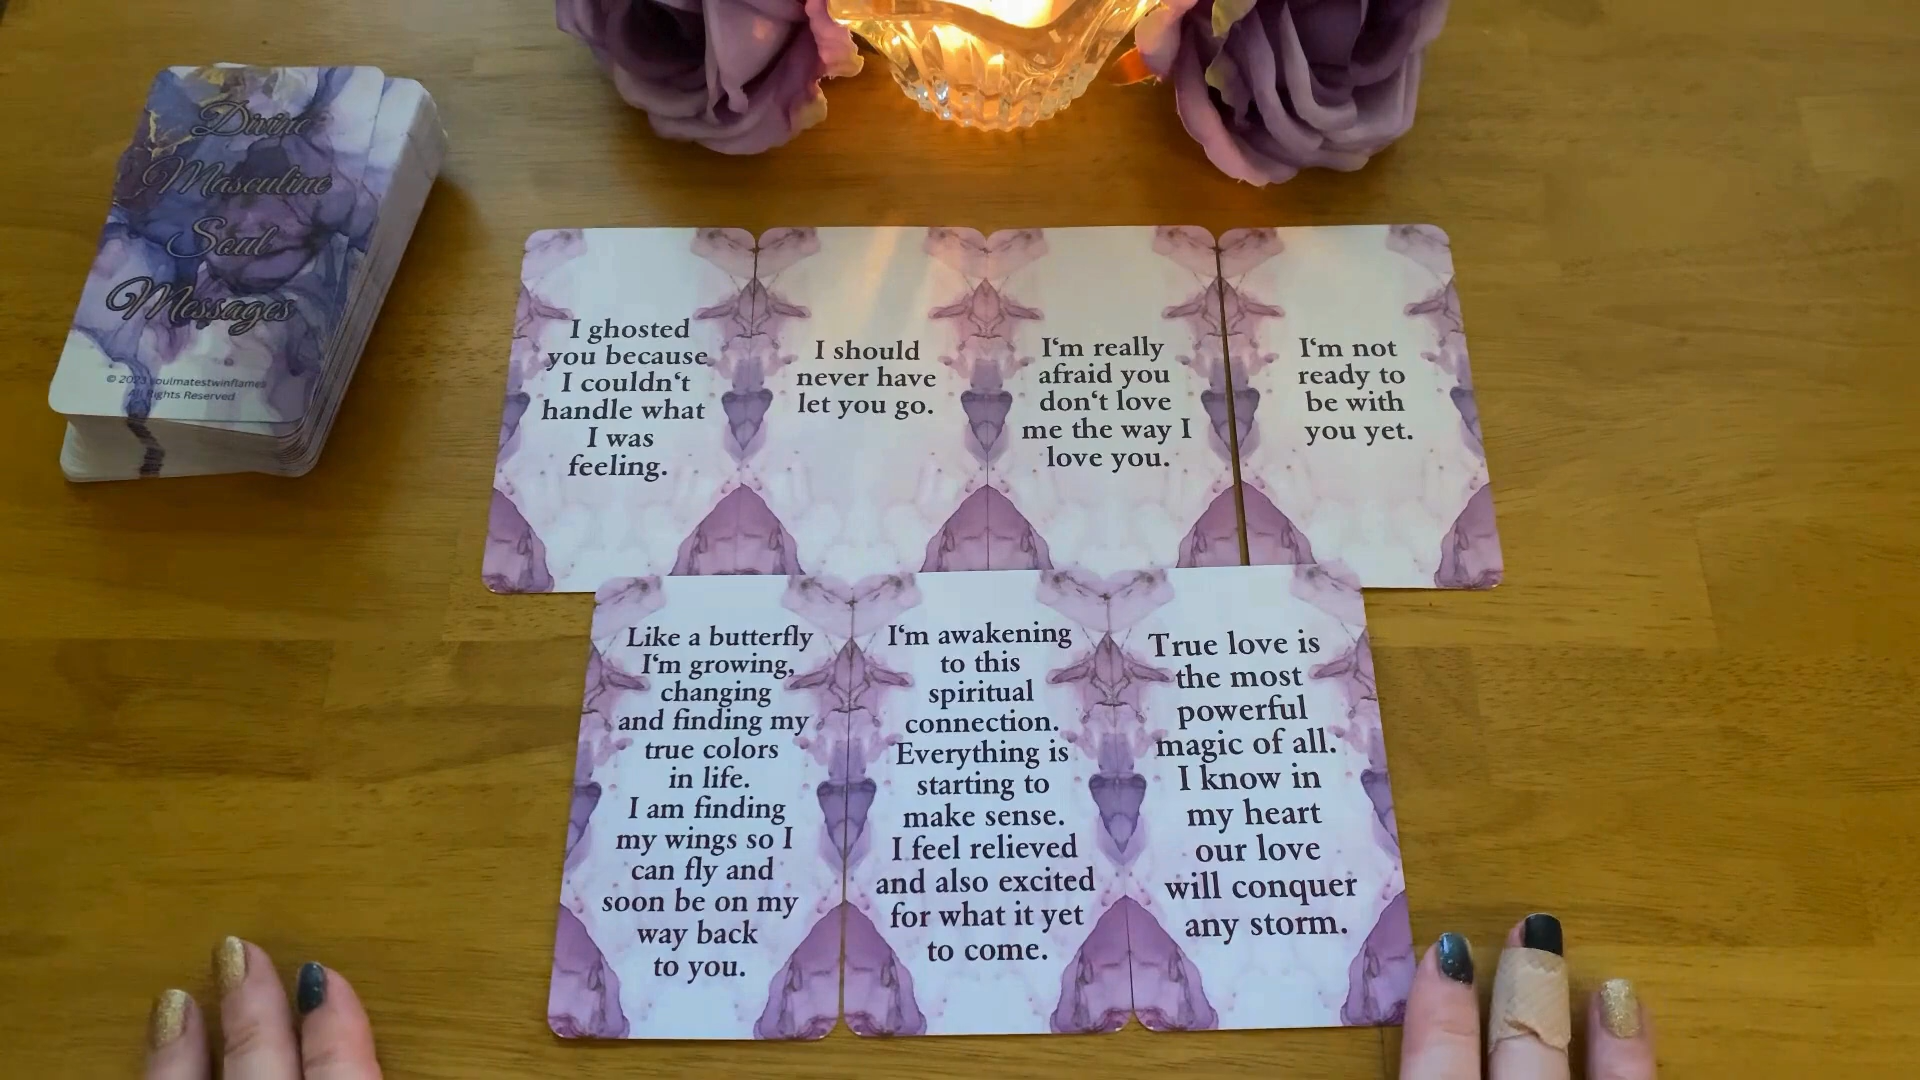 Divine
Masculine
Soul
Messages
© 2023 soulmatestwinflames
All Rights Reserved
I ghosted
you because
I couldn‘t
handle what
I was
feeling.
I should
never have
let you go.
I‘m really
afraid you
don‘t love
me the way I
love you.
I‘m not
ready to
be with
you yet.
Like a butterfly
I‘m growing,
changing
and finding my
true colors
in life.
I am finding
my wings so I
can fly and
soon be on my
way back
to you.
I‘m awakening
to this
spiritual
connection.
Everything is
starting to
make sense.
I feel relieved
and also excited
for what it yet
to come.
True love is
the most
powerful
magic of all.
I know in
my heart
our love
will conquer
any storm.